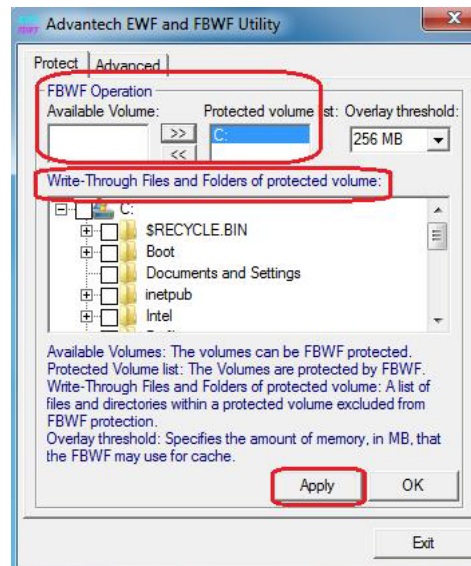 Advantech EWF and FBWF Utility
Protect Advanced
FBWF Operation
Available Volume: Protected volume ist: Overlay threshold:
>> C: 256 MB
<<
Write-Through Files and Folders of protected volume:
C:
$RECYCLE.BIN
Boot
Documents and Settings
inetpub
Intel
Available Volumes: The volumes can be FBWF protected.
Protected Volume list: The Volumes are protected by FBWF.
Write-Through Files and Folders of protected volume: A list of
files and directories within a protected volume excluded from
FBWF protection.
Overlay threshold: Specifies the amount of memory, in MB, that
the FBWF may use for cache.
Apply OK
Exit